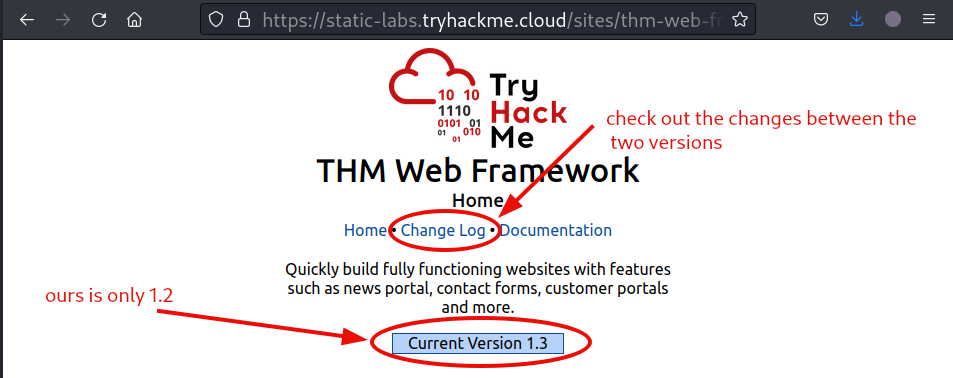 https://static-labs.tryhackme.cloud/sites/thm-web-fr
10 10
1110
0101 01
01 01 010
Try
Hack
Me
check out the changes between the
two versions
THM Web Framework
Home
Home • Change Log • Documentation
Quickly build fully functioning websites with features
such as news portal, contact forms, customer portals
and more.
ours is only 1.2
Current Version 1.3